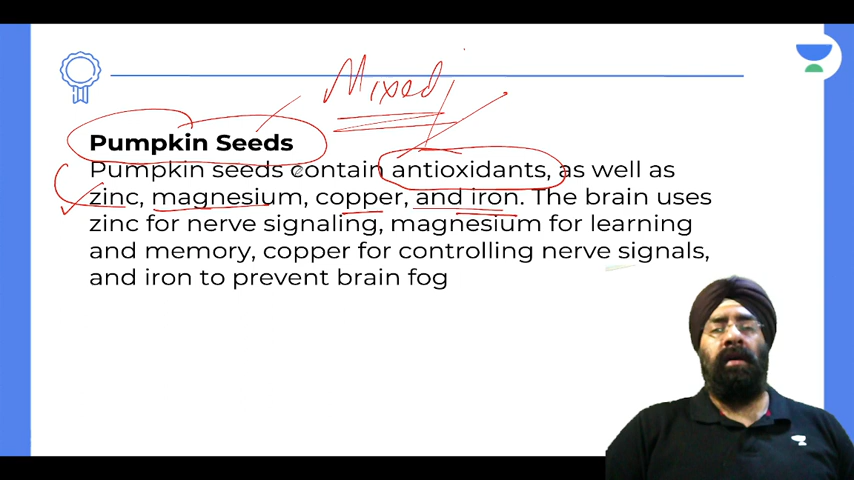 Mixed
Pumpkin Seeds
Pumpkin seeds contain antioxidants, as well as
zinc, magnesium, copper, and iron. The brain uses
zinc for nerve signaling, magnesium for learning
and memory, copper for controlling nerve signals,
and iron to prevent brain fog